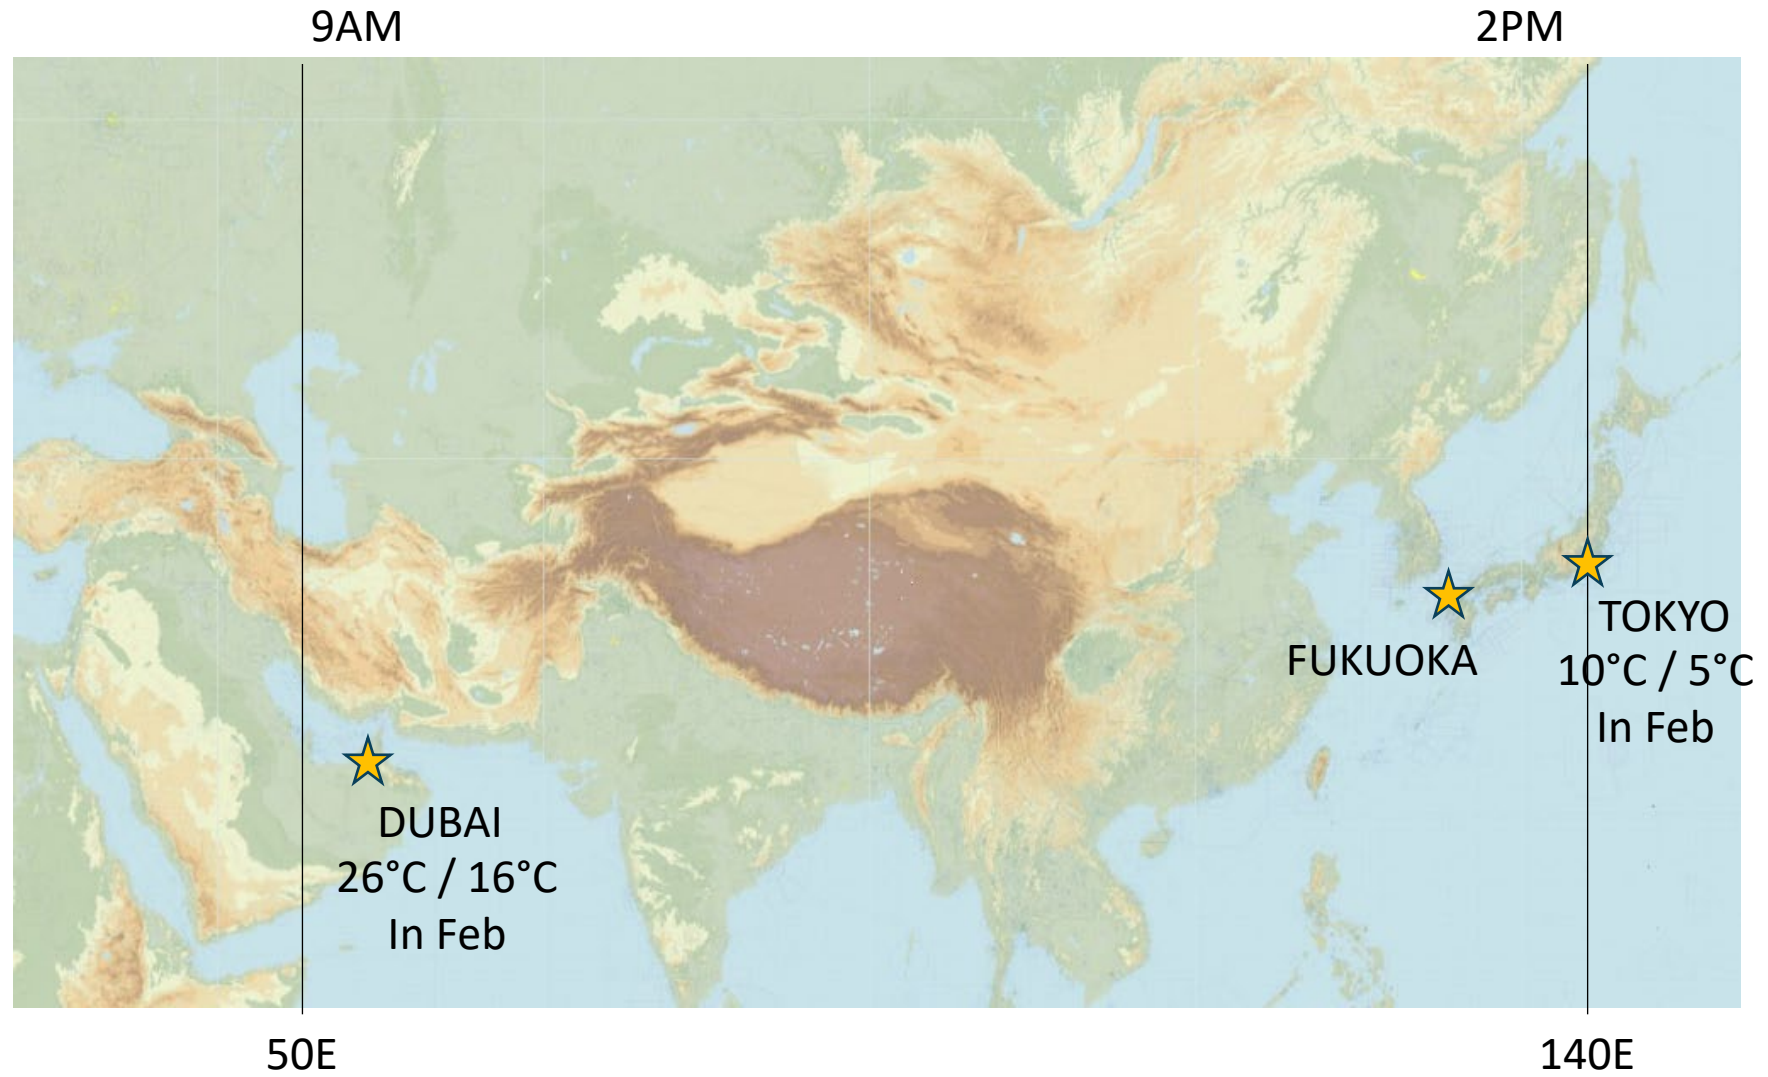 9AM
2PM
FUKUOKA
TOKYO
10°C / 5°C
In Feb
DUBAI
26°C / 16°C
In Feb
50E
140E